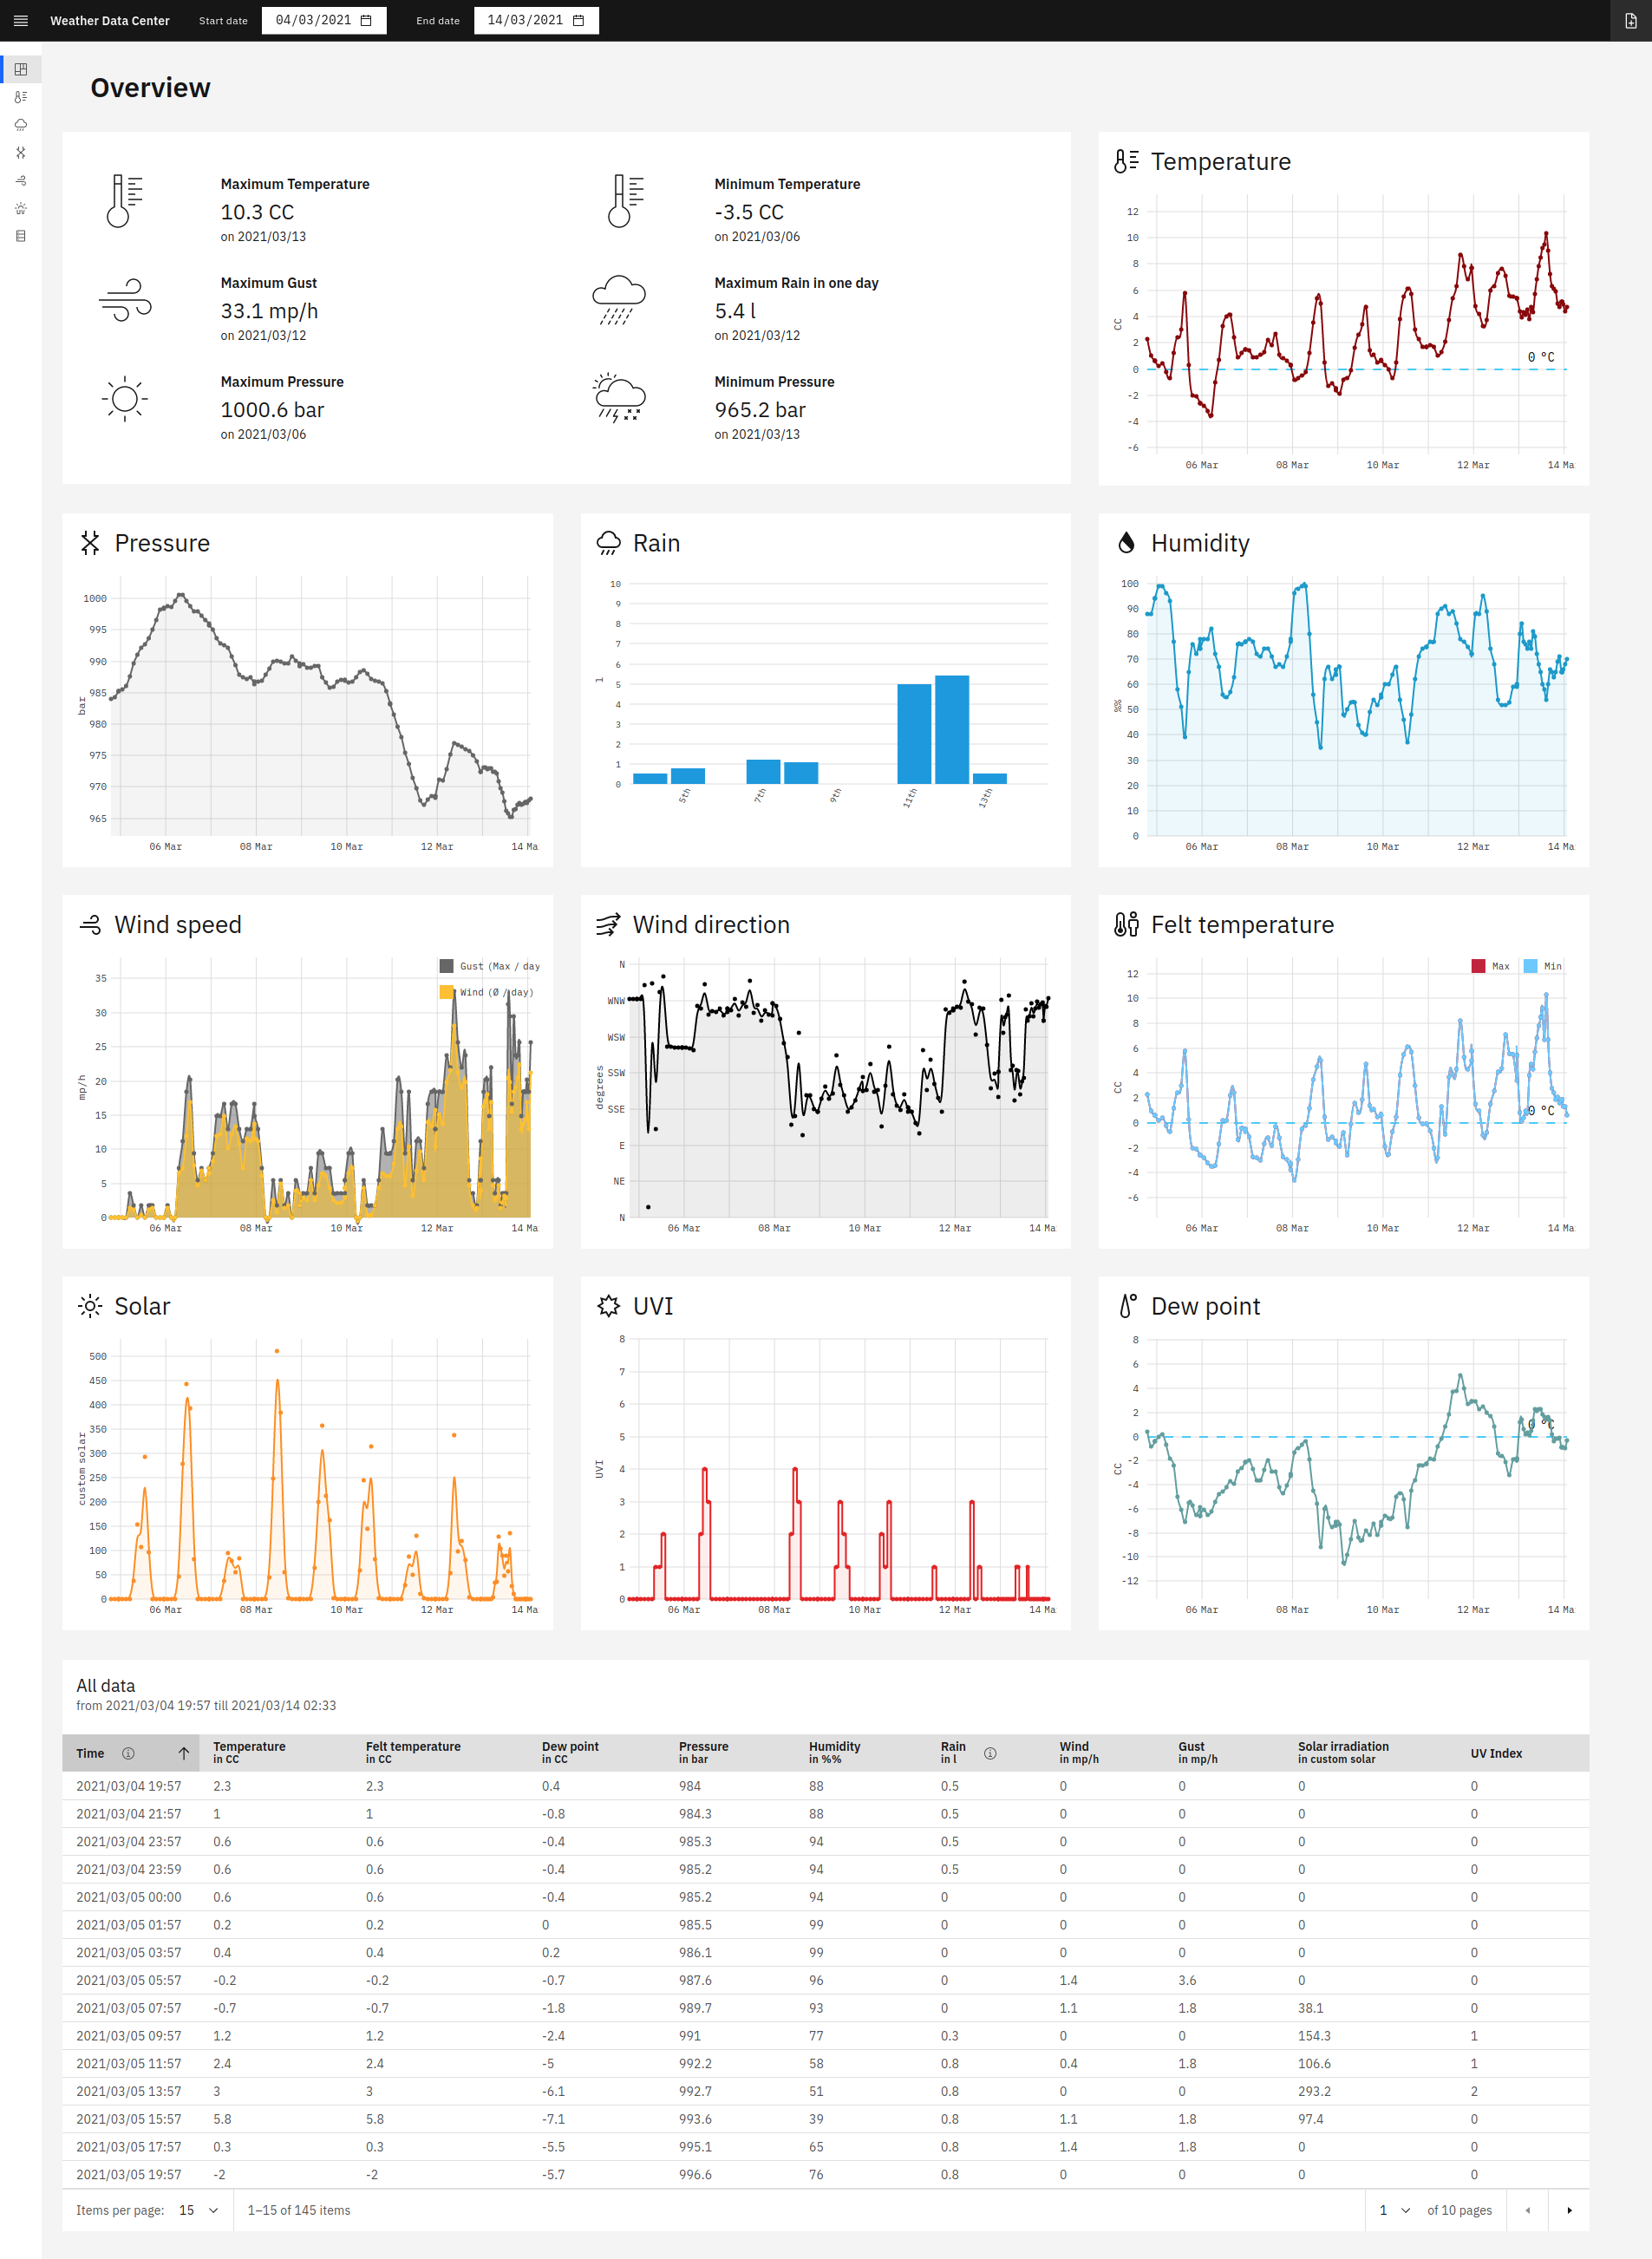 Weather Data Center Start date 04/03/2021 End date 14/03/2021
Overview
Maximum Temperature
10.3 CC
on 2021/03/13
Minimum Temperature
-3.5 CC
on 2021/03/06
Maximum Gust
33.1 mp/h
on 2021/03/12
Maximum Rain in one day
5.4 l
on 2021/03/12
Maximum Pressure
1000.6 bar
on 2021/03/06
Minimum Pressure
965.2 bar
on 2021/03/13
Temperature
12
10
8
6
4
2
0
-2
-4
-6
CC
0 °C
06 Mar 08 Mar 10 Mar 12 Mar 14 Ma
Pressure
1000
995
990
985
980
975
970
965
bar
06 Mar 08 Mar 10 Mar 12 Mar 14 Ma
Rain
10
9
8
7
6
5
4
3
2
1
0
l
5th 7th 9th 11th 13th
Humidity
100
90
80
70
60
50
40
30
20
10
0
%%
06 Mar 08 Mar 10 Mar 12 Mar 14 Ma
Wind speed
Gust (Max / day
Wind (Ø / day)
35
30
25
20
15
10
5
0
mp/h
06 Mar 08 Mar 10 Mar 12 Mar 14 Ma
Wind direction
N
WNW
WSW
SSW
SSE
E
NE
N
degrees
06 Mar 08 Mar 10 Mar 12 Mar 14 Ma
Felt temperature
Max Min
12
10
8
6
4
2
0
-2
-4
-6
CC
0 °C
06 Mar 08 Mar 10 Mar 12 Mar 14 Ma
Solar
500
450
400
350
300
250
200
150
100
50
0
custom solar
06 Mar 08 Mar 10 Mar 12 Mar 14 Ma
UVI
8
7
6
5
4
3
2
1
0
UVI
06 Mar 08 Mar 10 Mar 12 Mar 14 Ma
Dew point
8
6
4
2
0
-2
-4
-6
-8
-10
-12
CC
0 °C
06 Mar 08 Mar 10 Mar 12 Mar 14 Ma
All data
from 2021/03/04 19:57 till 2021/03/14 02:33
Time Temperature in CC Felt temperature in CC Dew point in CC Pressure in bar Humidity in %% Rain in l Wind in mp/h Gust in mp/h Solar irradiation in custom solar UV Index
2021/03/04 19:57 2.3 2.3 0.4 984 88 0.5 0 0 0 0
2021/03/04 21:57 1 1 -0.8 984.3 88 0.5 0 0 0 0
2021/03/04 23:57 0.6 0.6 -0.4 985.3 94 0.5 0 0 0 0
2021/03/04 23:59 0.6 0.6 -0.4 985.2 94 0.5 0 0 0 0
2021/03/05 00:00 0.6 0.6 -0.4 985.2 94 0 0 0 0 0
2021/03/05 01:57 0.2 0.2 0 985.5 99 0 0 0 0 0
2021/03/05 03:57 0.4 0.4 0.2 986.1 99 0 0 0 0 0
2021/03/05 05:57 -0.2 -0.2 -0.7 987.6 96 0 1.4 3.6 0 0
2021/03/05 07:57 -0.7 -0.7 -1.8 989.7 93 0 1.1 1.8 38.1 0
2021/03/05 09:57 1.2 1.2 -2.4 991 77 0.3 0 0 154.3 1
2021/03/05 11:57 2.4 2.4 -5 992.2 58 0.8 0.4 1.8 106.6 1
2021/03/05 13:57 3 3 -6.1 992.7 51 0.8 0 0 293.2 2
2021/03/05 15:57 5.8 5.8 -7.1 993.6 39 0.8 1.1 1.8 97.4 0
2021/03/05 17:57 0.3 0.3 -5.5 995.1 65 0.8 1.4 1.8 0 0
2021/03/05 19:57 -2 -2 -5.7 996.6 76 0.8 0 0 0 0
Items per page: 15 1–15 of 145 items 1 of 10 pages